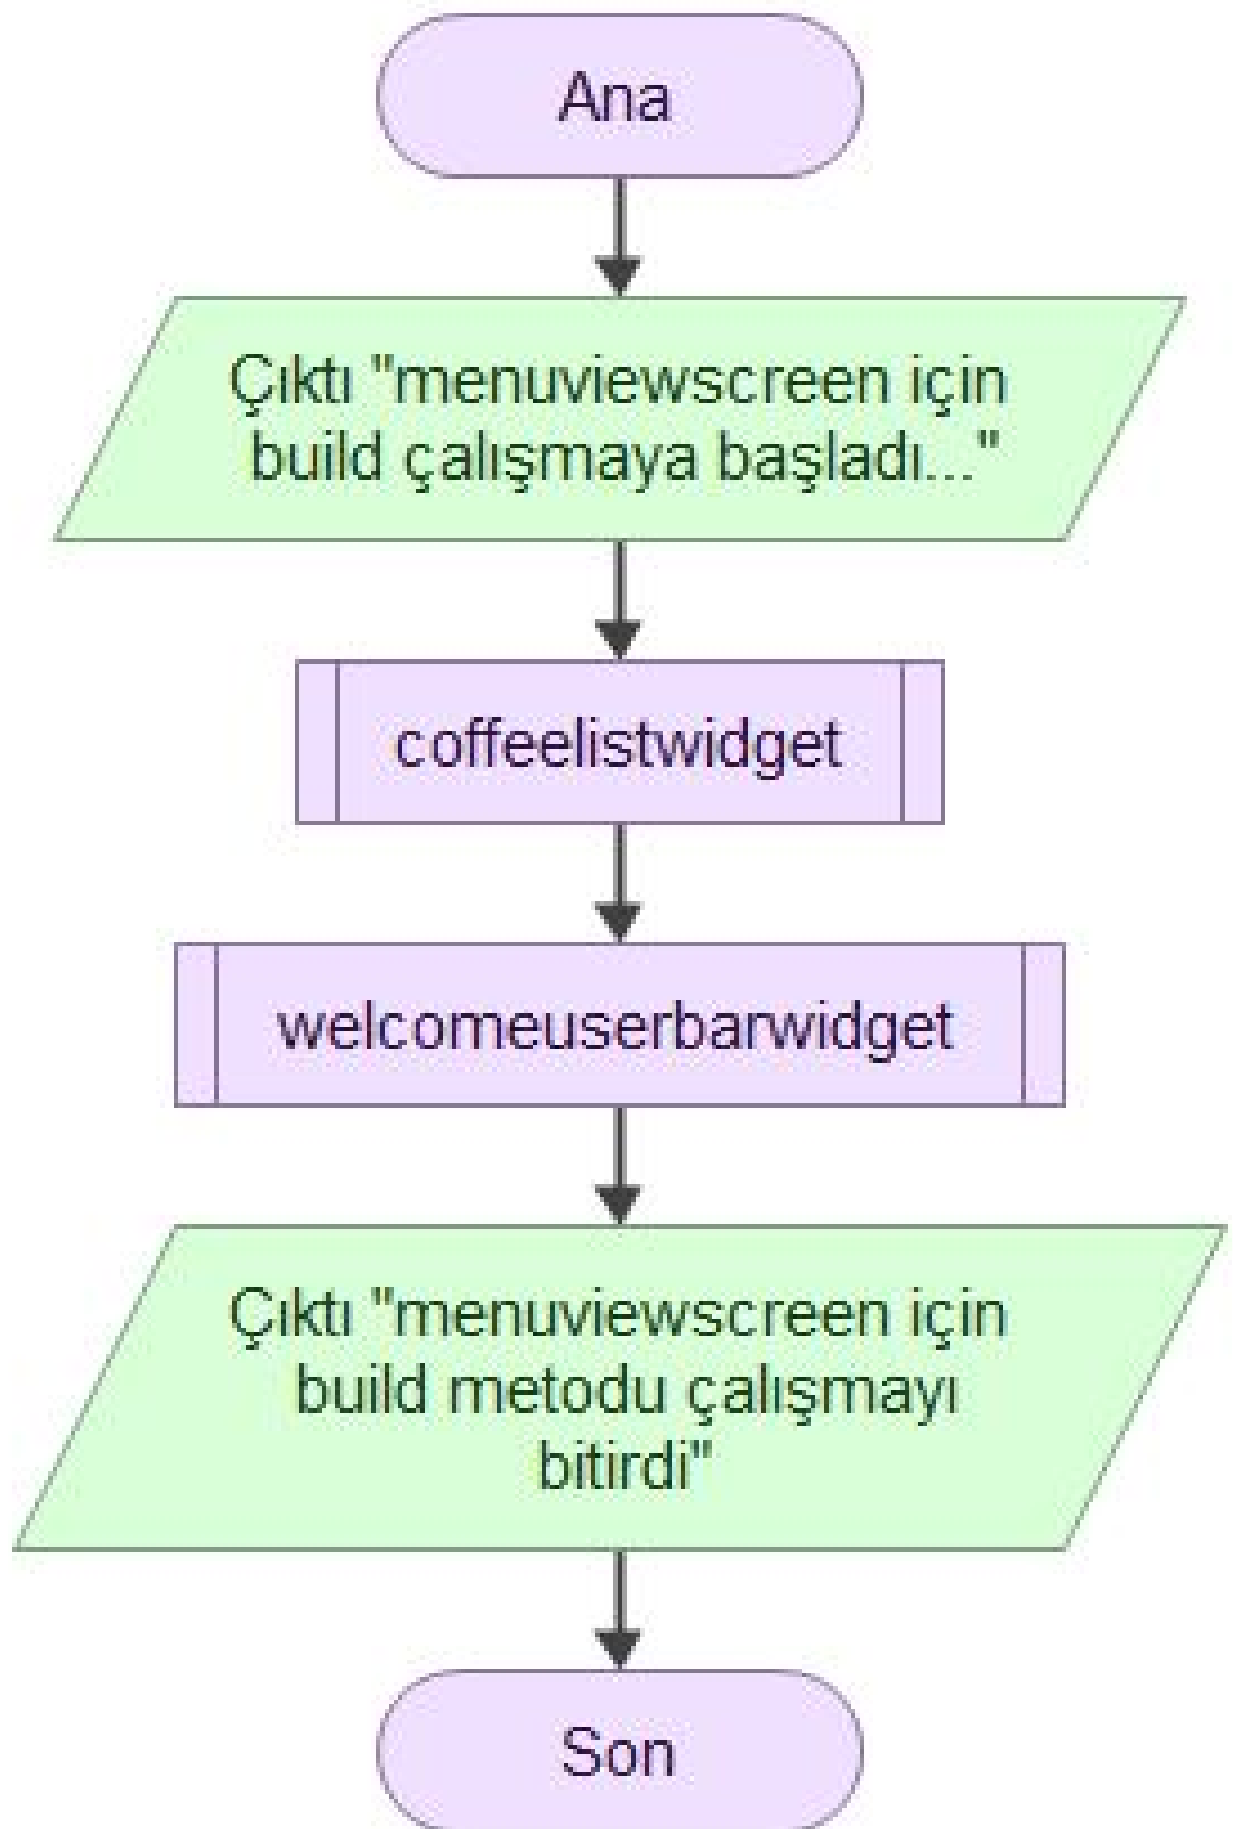 Ana
Çıktı "menuviewscreen için
build çalışmaya başladı..."
coffeelistwidget
welcomeuserbarwidget
Çıktı "menuviewscreen için
build metodu çalışmayı
bitirdi"
Son